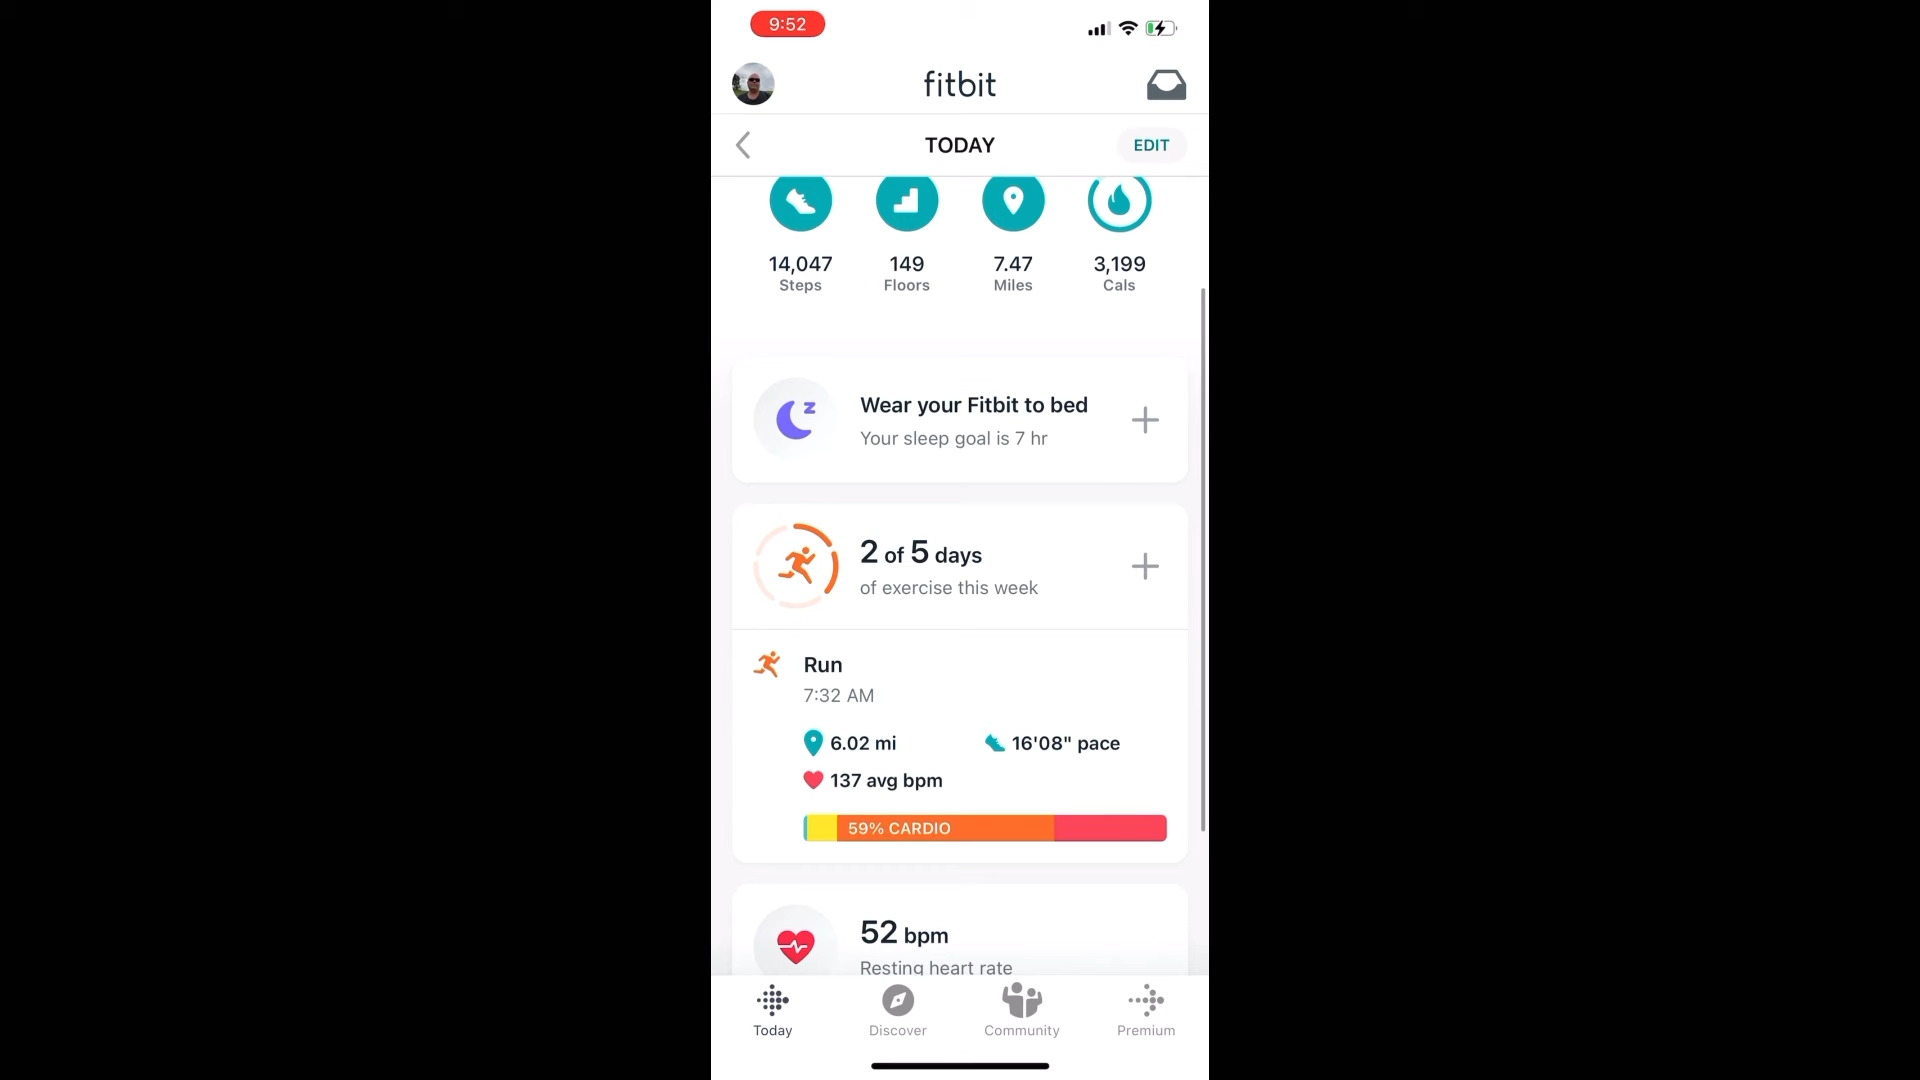 9:52
fitbit
TODAY
EDIT
14,047
149
7.47
3,199
Steps
Floors
Miles
Cals
Wear your Fitbit to bed
Your sleep goal is 7 hr
z
2 of 5 days
of exercise this week
Run
7:32 AM
6.02 mi
16'08" pace
137 avg bpm
59% CARDIO
52 bpm
Resting heart rate
Today
Discover
Community
Premium